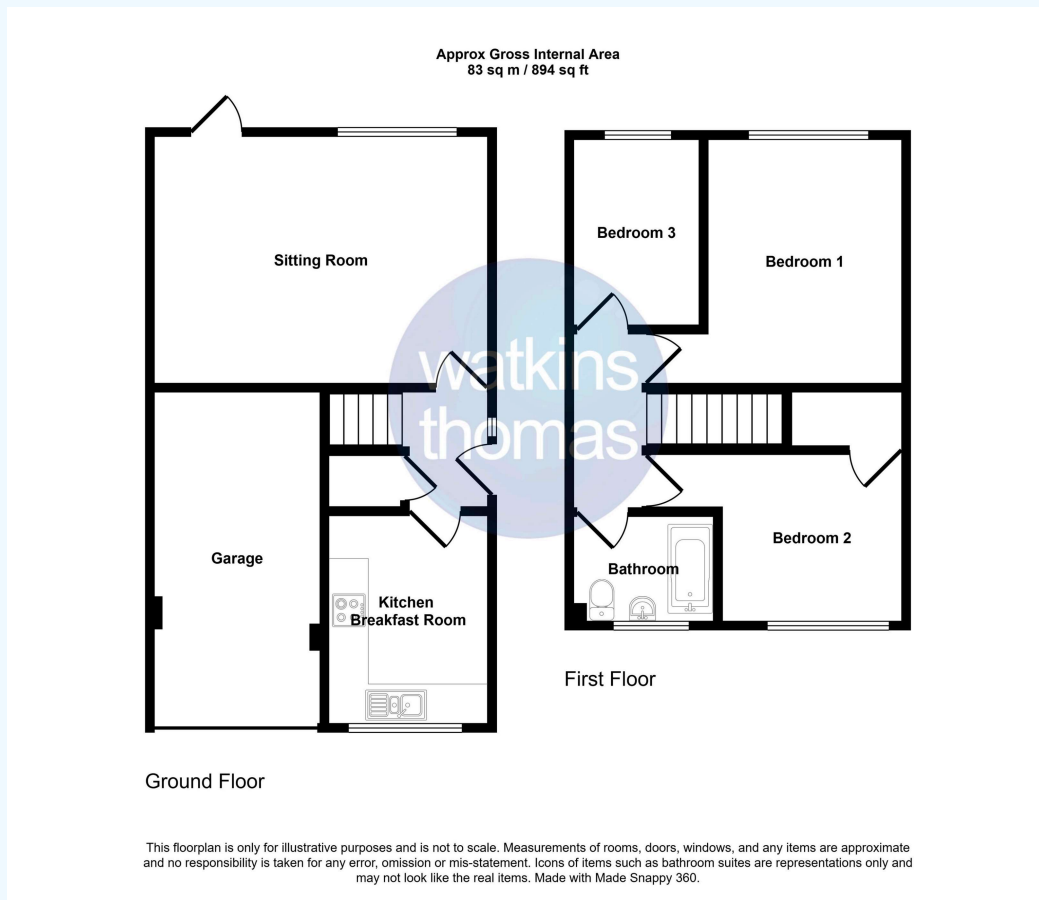 Approx Gross Internal Area
83 sq m / 894 sq ft
Sitting Room
Bedroom 3
Bedroom 1
watkins
thomas
Garage
Kitchen
Breakfast Room
Bathroom
Bedroom 2
First Floor
Ground Floor
This floorplan is only for illustrative purposes and is not to scale. Measurements of rooms, doors, windows, and any items are approximate
and no responsibility is taken for any error, omission or mis-statement. Icons of items such as bathroom suites are representations only and
may not look like the real items. Made with Made Snappy 360.